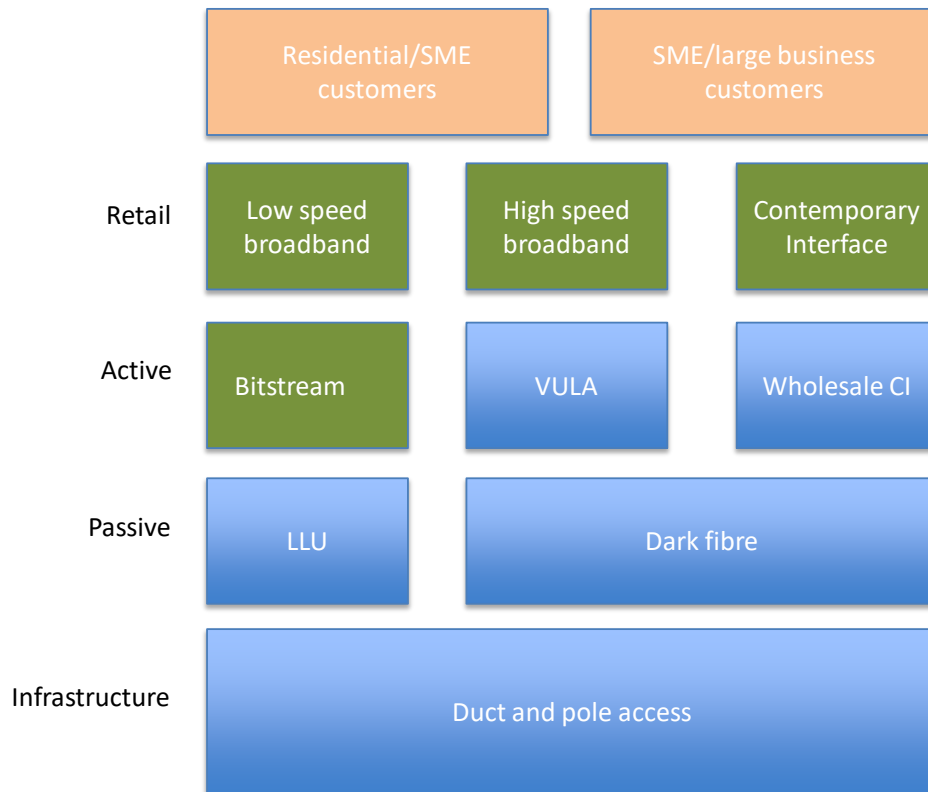 Residential/SME
customers
SME/large business
customers
Retail
Low speed
broadband
High speed
broadband
Contemporary
Interface
Active
Bitstream
VULA
Wholesale CI
Passive
LLU
Dark fibre
Infrastructure
Duct and pole access